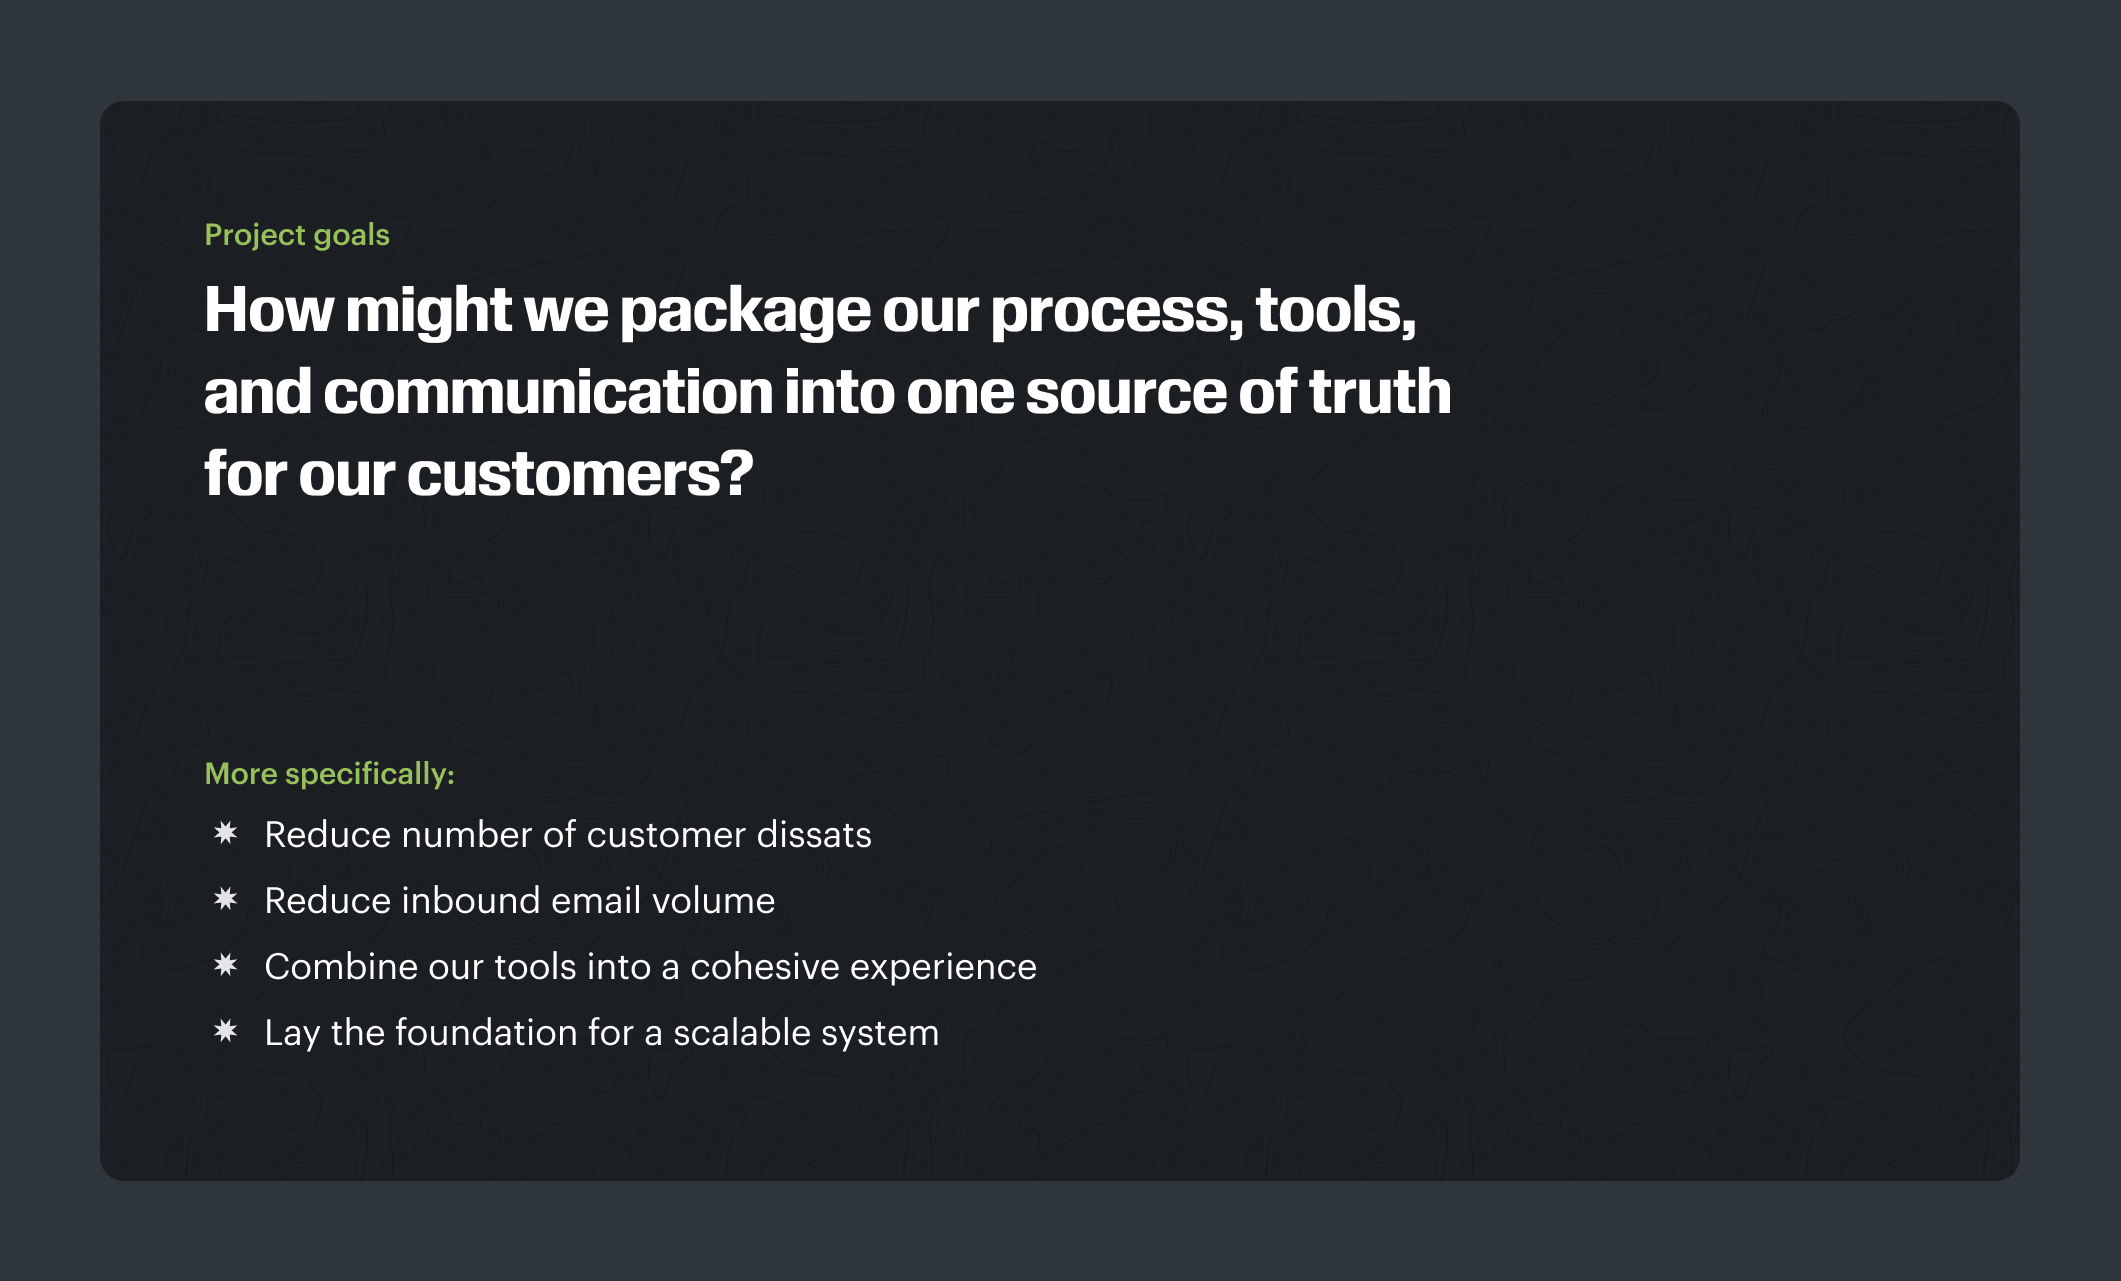 Project goals
How might we package our process, tools,
and communication into one source of truth
for our customers?
More specifically:
✸ Reduce number of customer dissats
✸ Reduce inbound email volume
✸ Combine our tools into a cohesive experience
✸ Lay the foundation for a scalable system